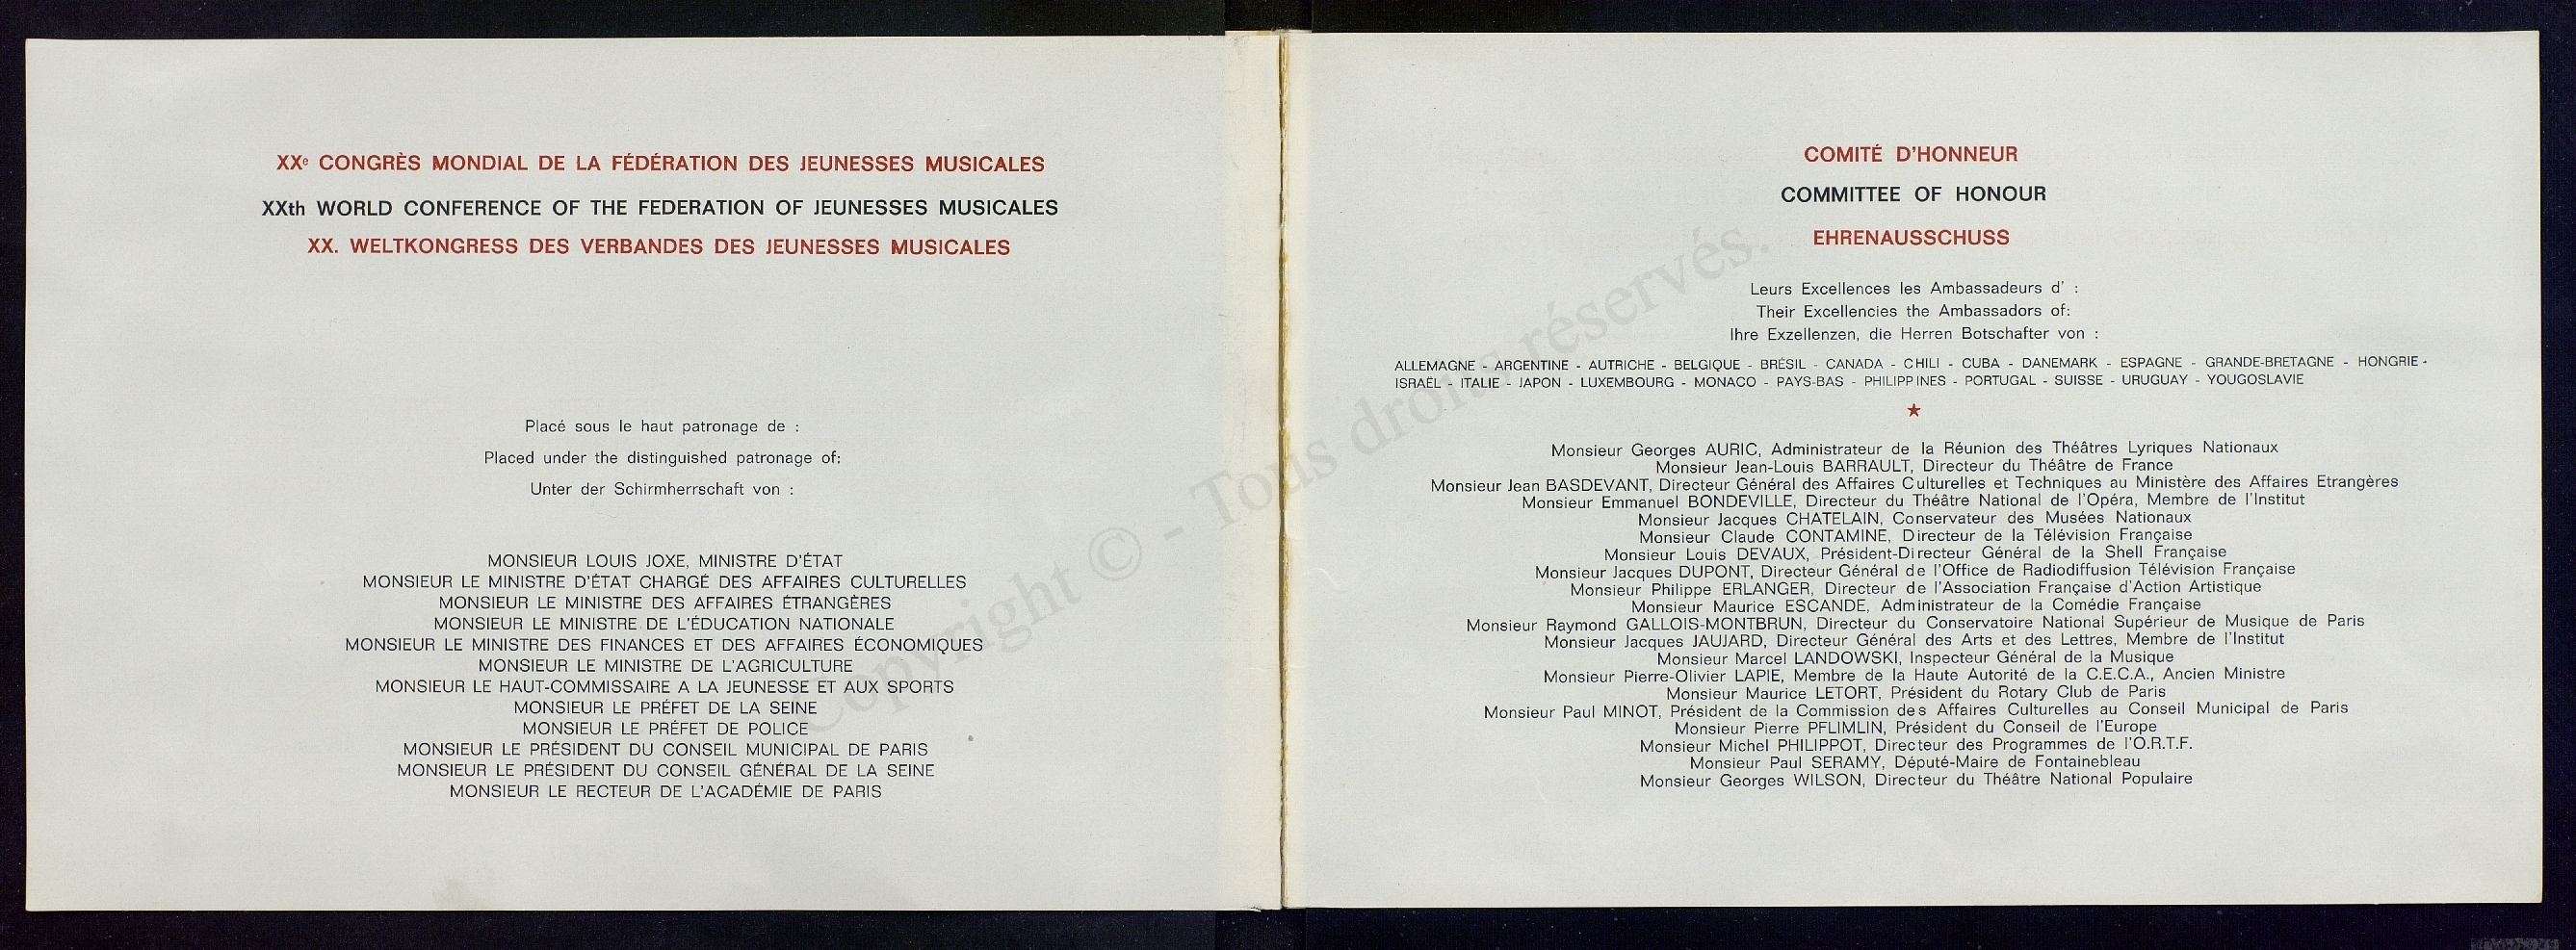 XXe CONGRÈS MONDIAL DE LA FÉDÉRATION DES JEUNESSES MUSICALES
XXth WORLD CONFERENCE OF THE FEDERATION OF JEUNESSES MUSICALES
XX. WELTKONGRESS DES VERBANDES DES JEUNESSES MUSICALES
Placé sous le haut patronage de :
Placed under the distinguished patronage of:
Unter der Schirmherrschaft von :
MONSIEUR LOUIS JOXE, MINISTRE D'ÉTAT
MONSIEUR LE MINISTRE D'ÉTAT CHARGÉ DES AFFAIRES CULTURELLES
MONSIEUR LE MINISTRE DES AFFAIRES ÉTRANGÈRES
MONSIEUR LE MINISTRE DE L'ÉDUCATION NATIONALE
MONSIEUR LE MINISTRE DES FINANCES ET DES AFFAIRES ÉCONOMIQUES
MONSIEUR LE MINISTRE DE L'AGRICULTURE
MONSIEUR LE HAUT-COMMISSAIRE A LA JEUNESSE ET AUX SPORTS
MONSIEUR LE PRÉFET DE LA SEINE
MONSIEUR LE PRÉFET DE POLICE
MONSIEUR LE PRÉSIDENT DU CONSEIL MUNICIPAL DE PARIS
MONSIEUR LE PRÉSIDENT DU CONSEIL GÉNÉRAL DE LA SEINE
MONSIEUR LE RECTEUR DE L'ACADÉMIE DE PARIS
COMITÉ D'HONNEUR
COMMITTEE OF HONOUR
EHRENAUSSCHUSS
Leurs Excellences les Ambassadeurs d' :
Their Excellencies the Ambassadors of:
Ihre Exzellenzen, die Herren Botschafter von :
ALLEMAGNE - ARGENTINE - AUTRICHE - BELGIQUE - BRÉSIL - CANADA - CHILI - CUBA - DANEMARK - ESPAGNE - GRANDE-BRETAGNE - HONGRIE -
ISRAËL - ITALIE - JAPON - LUXEMBOURG - MONACO - PAYS-BAS - PHILIPPINES - PORTUGAL - SUISSE - URUGUAY - YOUGOSLAVIE
★
Monsieur Georges AURIC, Administrateur de la Réunion des Théâtres Lyriques Nationaux
Monsieur Jean-Louis BARRAULT, Directeur du Théâtre de France
Monsieur Jean BASDEVANT, Directeur Général des Affaires Culturelles et Techniques au Ministère des Affaires Etrangères
Monsieur Emmanuel BONDEVILLE, Directeur du Théâtre National de l'Opéra, Membre de l'Institut
Monsieur Jacques CHATELAIN, Conservateur des Musées Nationaux
Monsieur Claude CONTAMINE, Directeur de la Télévision Française
Monsieur Louis DEVAUX, Président-Directeur Général de la Shell Française
Monsieur Jacques DUPONT, Directeur Général de l'Office de Radiodiffusion Télévision Française
Monsieur Philippe ERLANGER, Directeur de l'Association Française d'Action Artistique
Monsieur Maurice ESCANDE, Administrateur de la Comédie Française
Monsieur Raymond GALLOIS-MONTBRUN, Directeur du Conservatoire National Supérieur de Musique de Paris
Monsieur Jacques JAUJARD, Directeur Général des Arts et des Lettres, Membre de l'Institut
Monsieur Marcel LANDOWSKI, Inspecteur Général de la Musique
Monsieur Pierre-Olivier LAPIE, Membre de la Haute Autorité de la C.E.C.A., Ancien Ministre
Monsieur Maurice LETORT, Président du Rotary Club de Paris
Monsieur Paul MINOT, Président de la Commission des Affaires Culturelles au Conseil Municipal de Paris
Monsieur Pierre PFLIMLIN, Président du Conseil de l'Europe
Monsieur Michel PHILIPPOT, Directeur des Programmes de l'O.R.T.F.
Monsieur Paul SERAMY, Député-Maire de Fontainebleau
Monsieur Georges WILSON, Directeur du Théâtre National Populaire
Copyright © - Tous droits réservés.